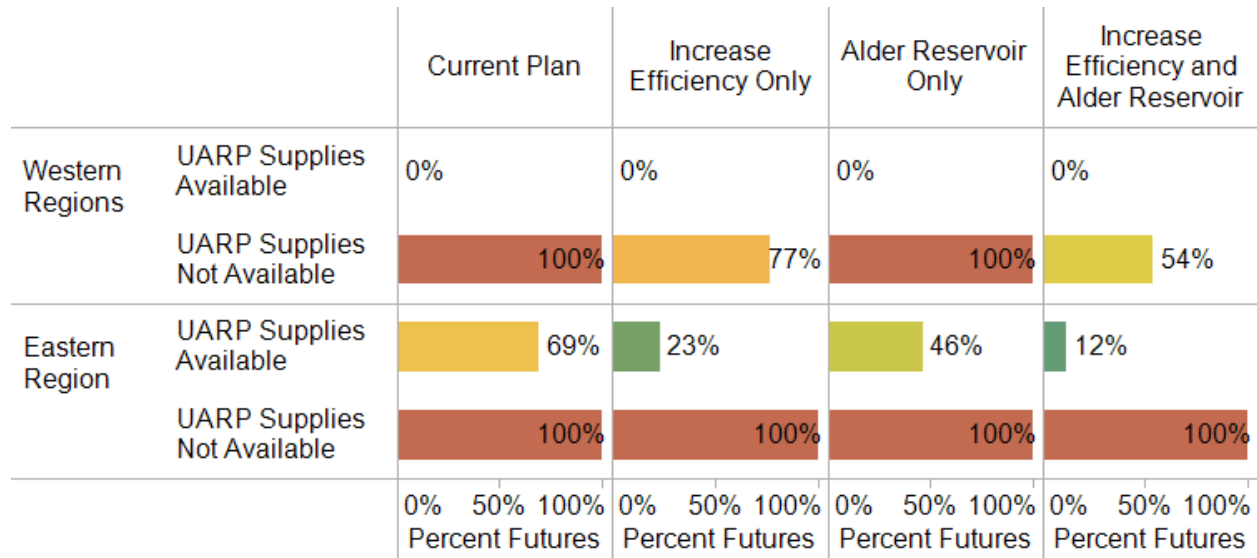 Current Plan
Increase
Efficiency Only
Alder Reservoir
Only
Increase
Efficiency and
Alder Reservoir
Western
Regions
UARP Supplies
Available
0%
0%
0%
0%
UARP Supplies
Not Available
100%
77%
100%
54%
Eastern
Region
UARP Supplies
Available
69%
23%
46%
12%
UARP Supplies
Not Available
100%
100%
100%
100%
0% 50% 100%
Percent Futures
0% 50% 100%
Percent Futures
0% 50% 100%
Percent Futures
0% 50% 100%
Percent Futures